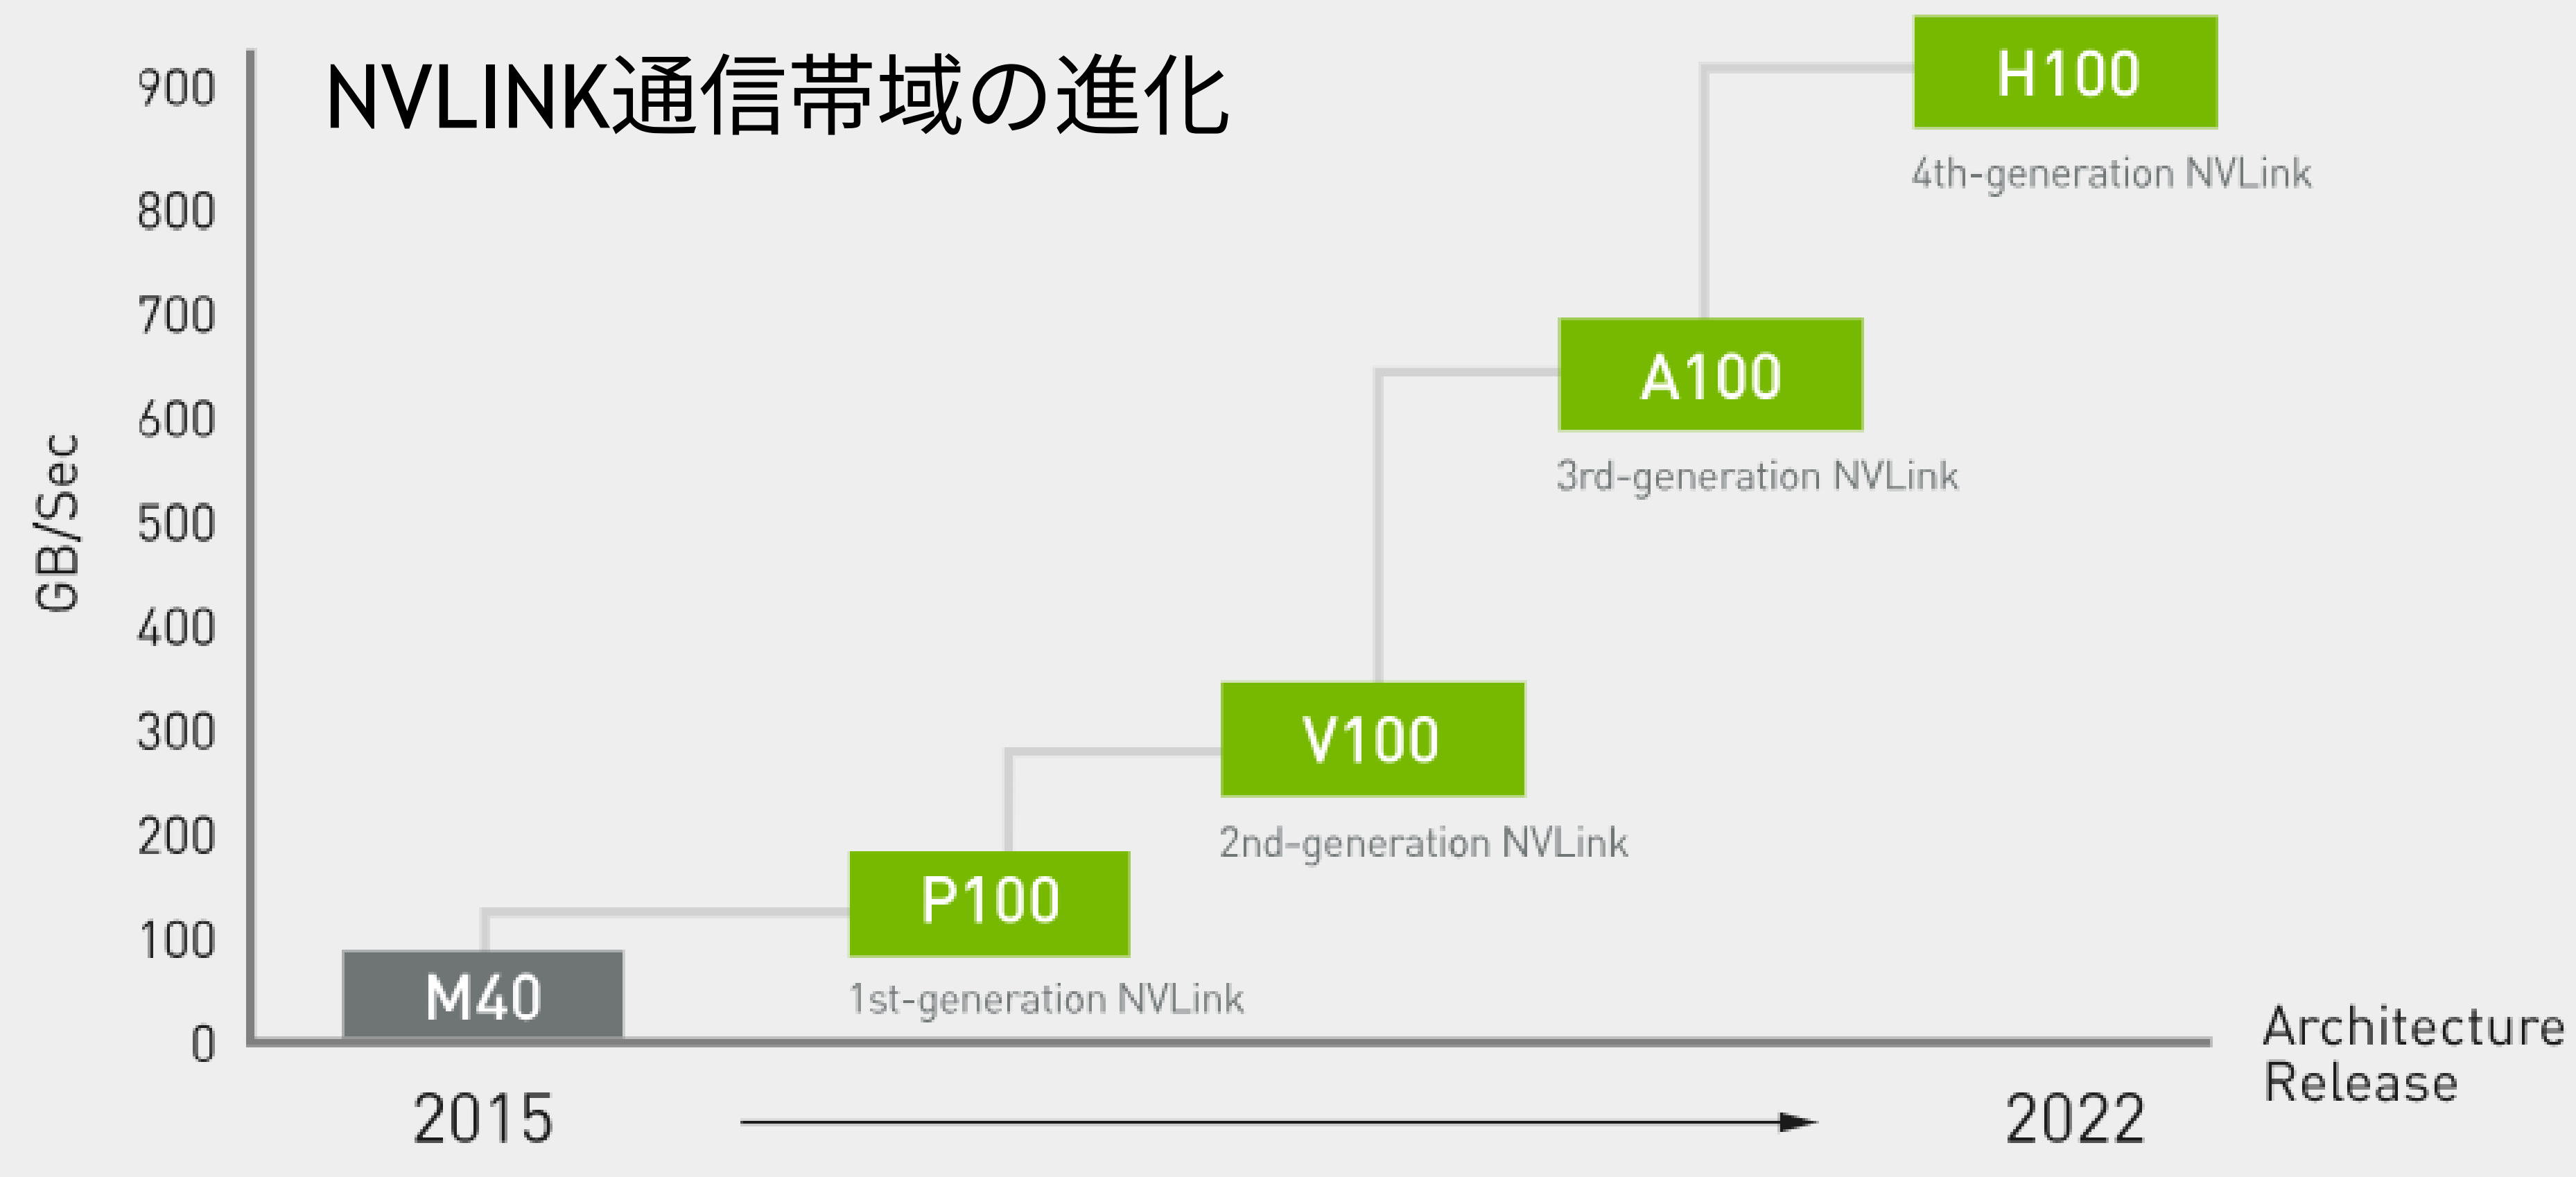 NVLINK通信帯域の進化
GB/Sec
900
800
700
600
500
400
300
200
100
0
H100
4th-generation NVLink
A100
3rd-generation NVLink
V100
2nd-generation NVLink
P100
1st-generation NVLink
M40
2015
2022
Architecture
Release